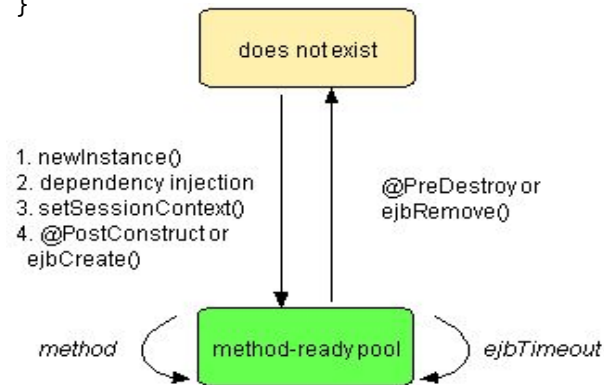 }
does not exist
1. newInstance()
2. dependency injection
3. setSessionContext()
4. @PostConstruct or
ejbCreate()
@PreDestroy or
ejbRemove()
method
method-ready pool
ejbTimeout